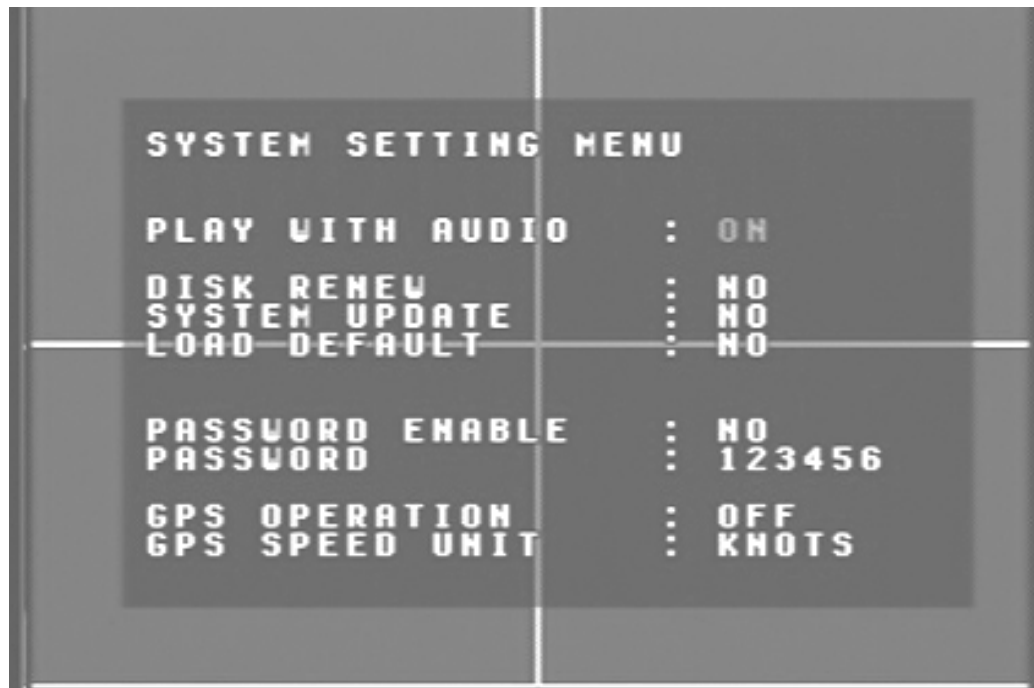 SYSTEM SETTING MENU
PLAY WITH AUDIO : ON
DISK RENEW : NO
SYSTEM UPDATE : NO
LOAD DEFAULT : NO
PASSWORD ENABLE : NO
PASSWORD : 123456
GPS OPERATION : OFF
GPS SPEED UNIT : KNOTS